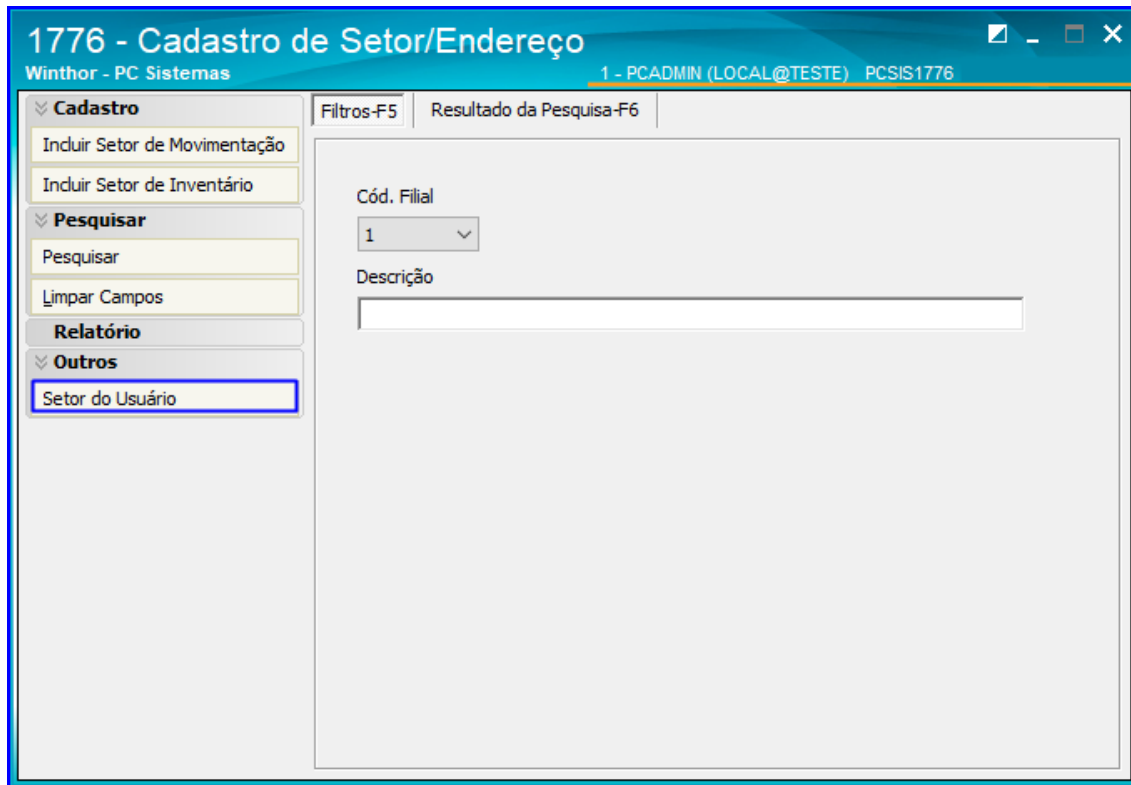 1776 - Cadastro de Setor/Endereço
Winthor - PC Sistemas
1 - PCADMIN (LOCAL@TESTE) PCSIS1776
Cadastro
Incluir Setor de Movimentação
Incluir Setor de Inventário
Pesquisar
Pesquisar
Limpar Campos
Relatório
Outros
Setor do Usuário
Filtros-F5
Resultado da Pesquisa-F6
Cód. Filial
1
Descrição